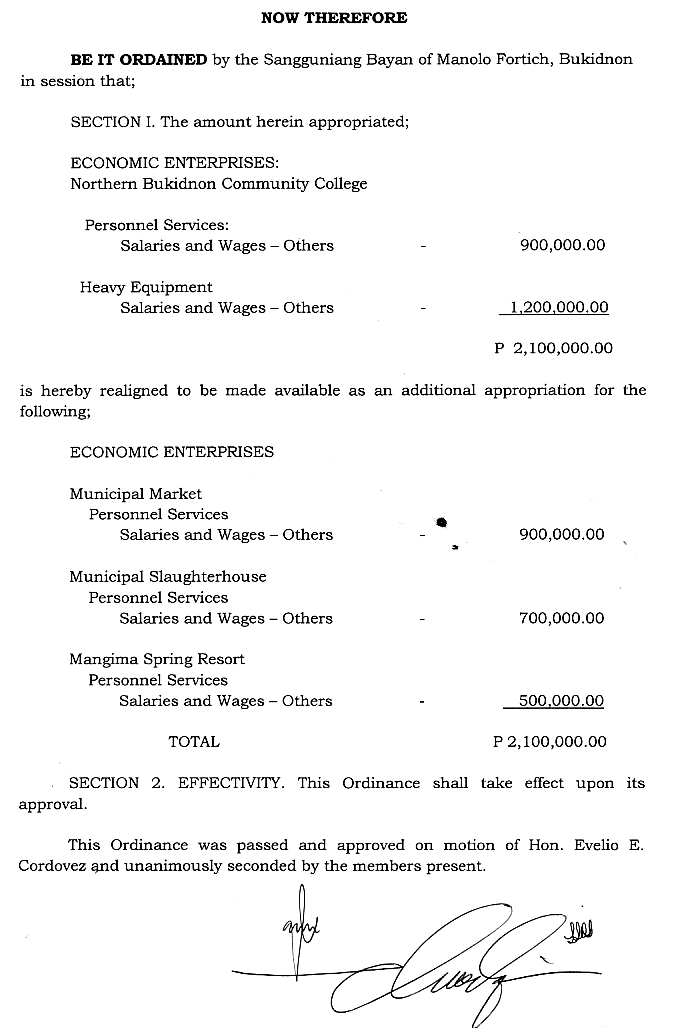 NOW THEREFORE
BE IT ORDAINED by the Sangguniang Bayan of Manolo Fortich, Bukidnon
in session that;
SECTION I. The amount herein appropriated;
ECONOMIC ENTERPRISES:
Northern Bukidnon Community College
Personnel Services:
Salaries and Wages – Others - 900,000.00
Heavy Equipment
Salaries and Wages – Others - 1,200,000.00
P 2,100,000.00
is hereby realigned to be made available as an additional appropriation for the
following;
ECONOMIC ENTERPRISES
Municipal Market
Personnel Services
Salaries and Wages – Others - 900,000.00
Municipal Slaughterhouse
Personnel Services
Salaries and Wages – Others - 700,000.00
Mangima Spring Resort
Personnel Services
Salaries and Wages – Others - 500,000.00
TOTAL P 2,100,000.00
SECTION 2. EFFECTIVITY. This Ordinance shall take effect upon its
approval.
This Ordinance was passed and approved on motion of Hon. Evelio E.
Cordovez and unanimously seconded by the members present.